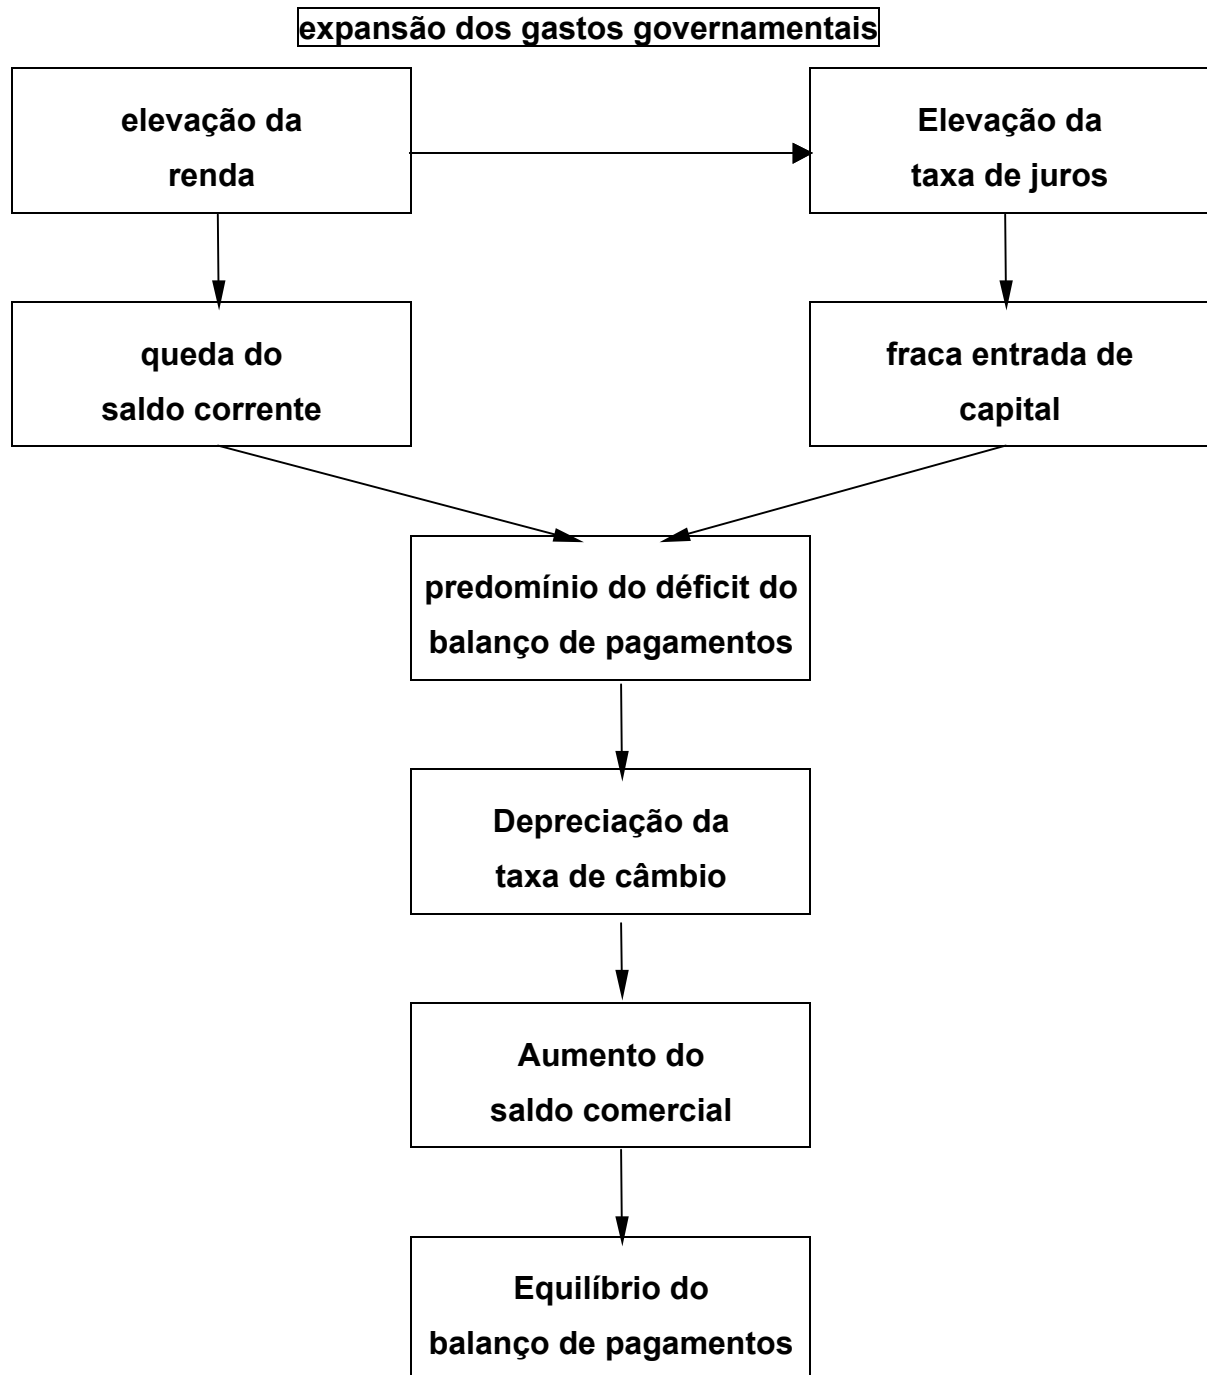 expansão dos gastos governamentais
elevação da
renda
Elevação da
taxa de juros
queda do
saldo corrente
fraca entrada de
capital
predomínio do déficit do
balanço de pagamentos
Depreciação da
taxa de câmbio
Aumento do
saldo comercial
Equilíbrio do
balanço de pagamentos